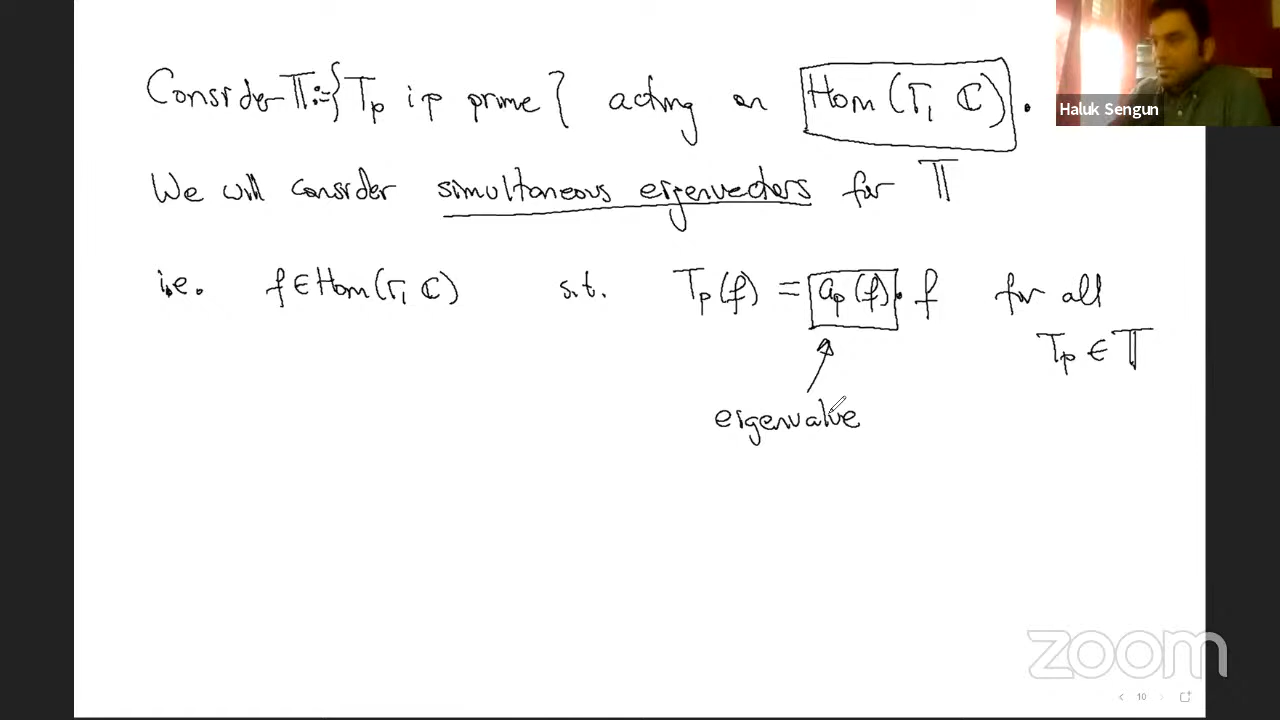 Consider 𝕋 := { Tp ; p prime } acting on Hom(Γ, ℂ).
Haluk Sengun
We will consider simultaneous eigenvectors for 𝕋
i.e. f ∈ Hom(Γ, ℂ) s.t. Tp(f) = ap(f) · f for all
Tp ∈ 𝕋
eigenvalue
zoom
10